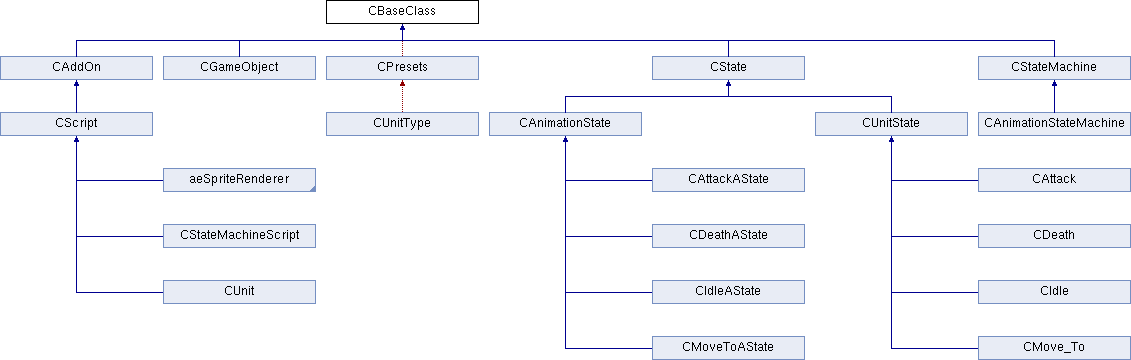 CBaseClass
CAddOn
CGameObject
CPresets
CState
CStateMachine
CScript
CUnitType
CAnimationState
CUnitState
CAnimationStateMachine
aeSpriteRenderer
CAttackAState
CAttack
CStateMachineScript
CDeathAState
CDeath
CUnit
CIdleAState
CIdle
CMoveToAState
CMove_To